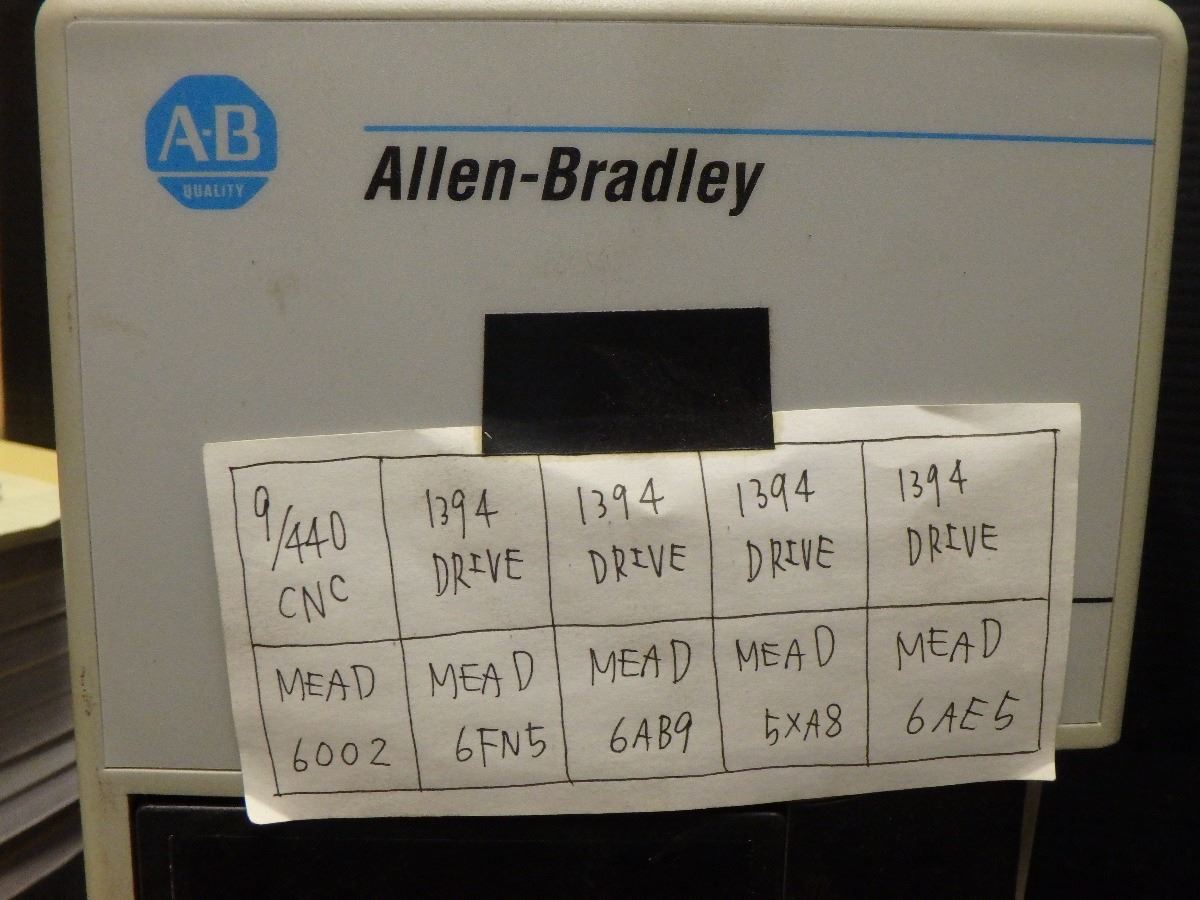 A-B
QUALITY
Allen-Bradley
9/440 CNC
1394 DRIVE
1394 DRIVE
1394 DRIVE
1394 DRIVE
MEAD 6002
MEAD 6FN5
MEAD 6AB9
MEAD 5XA8
MEAD 6AE5